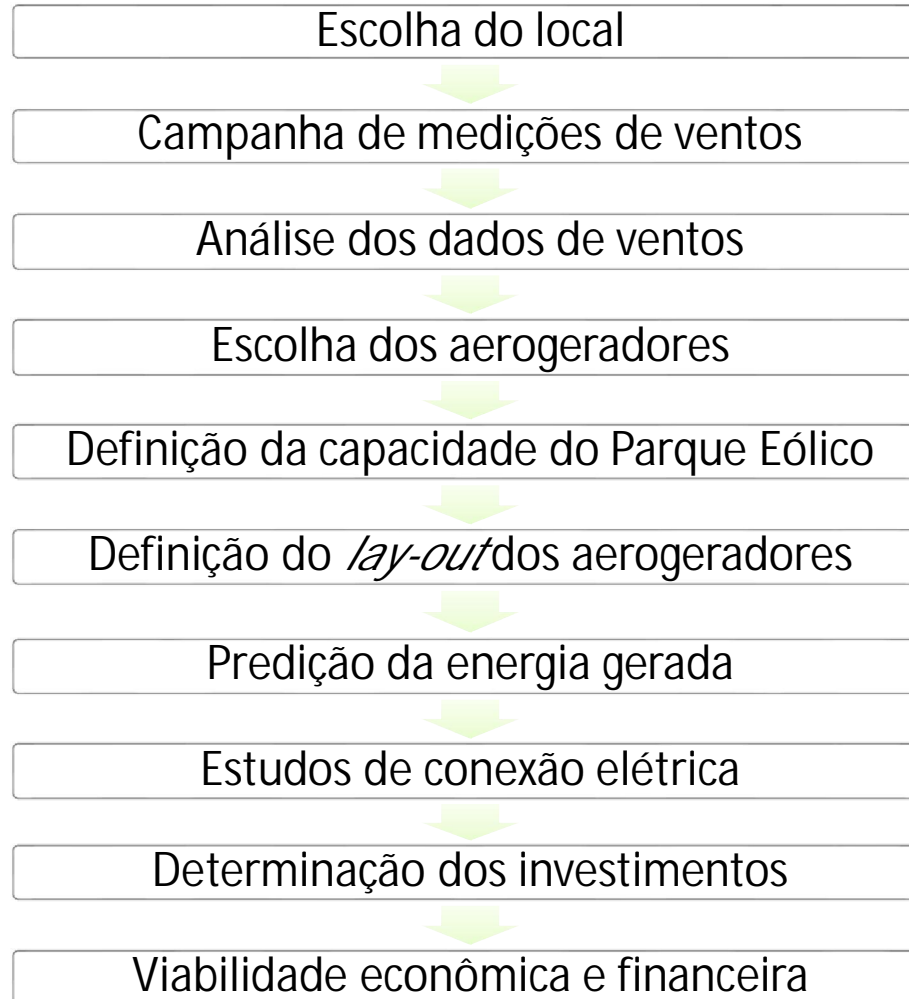 Escolha do local
Campanha de medições de ventos
Análise dos dados de ventos
Escolha dos aerogeradores
Definição da capacidade do Parque Eólico
Definição do lay-out dos aerogeradores
Predição da energia gerada
Estudos de conexão elétrica
Determinação dos investimentos
Viabilidade econômica e financeira